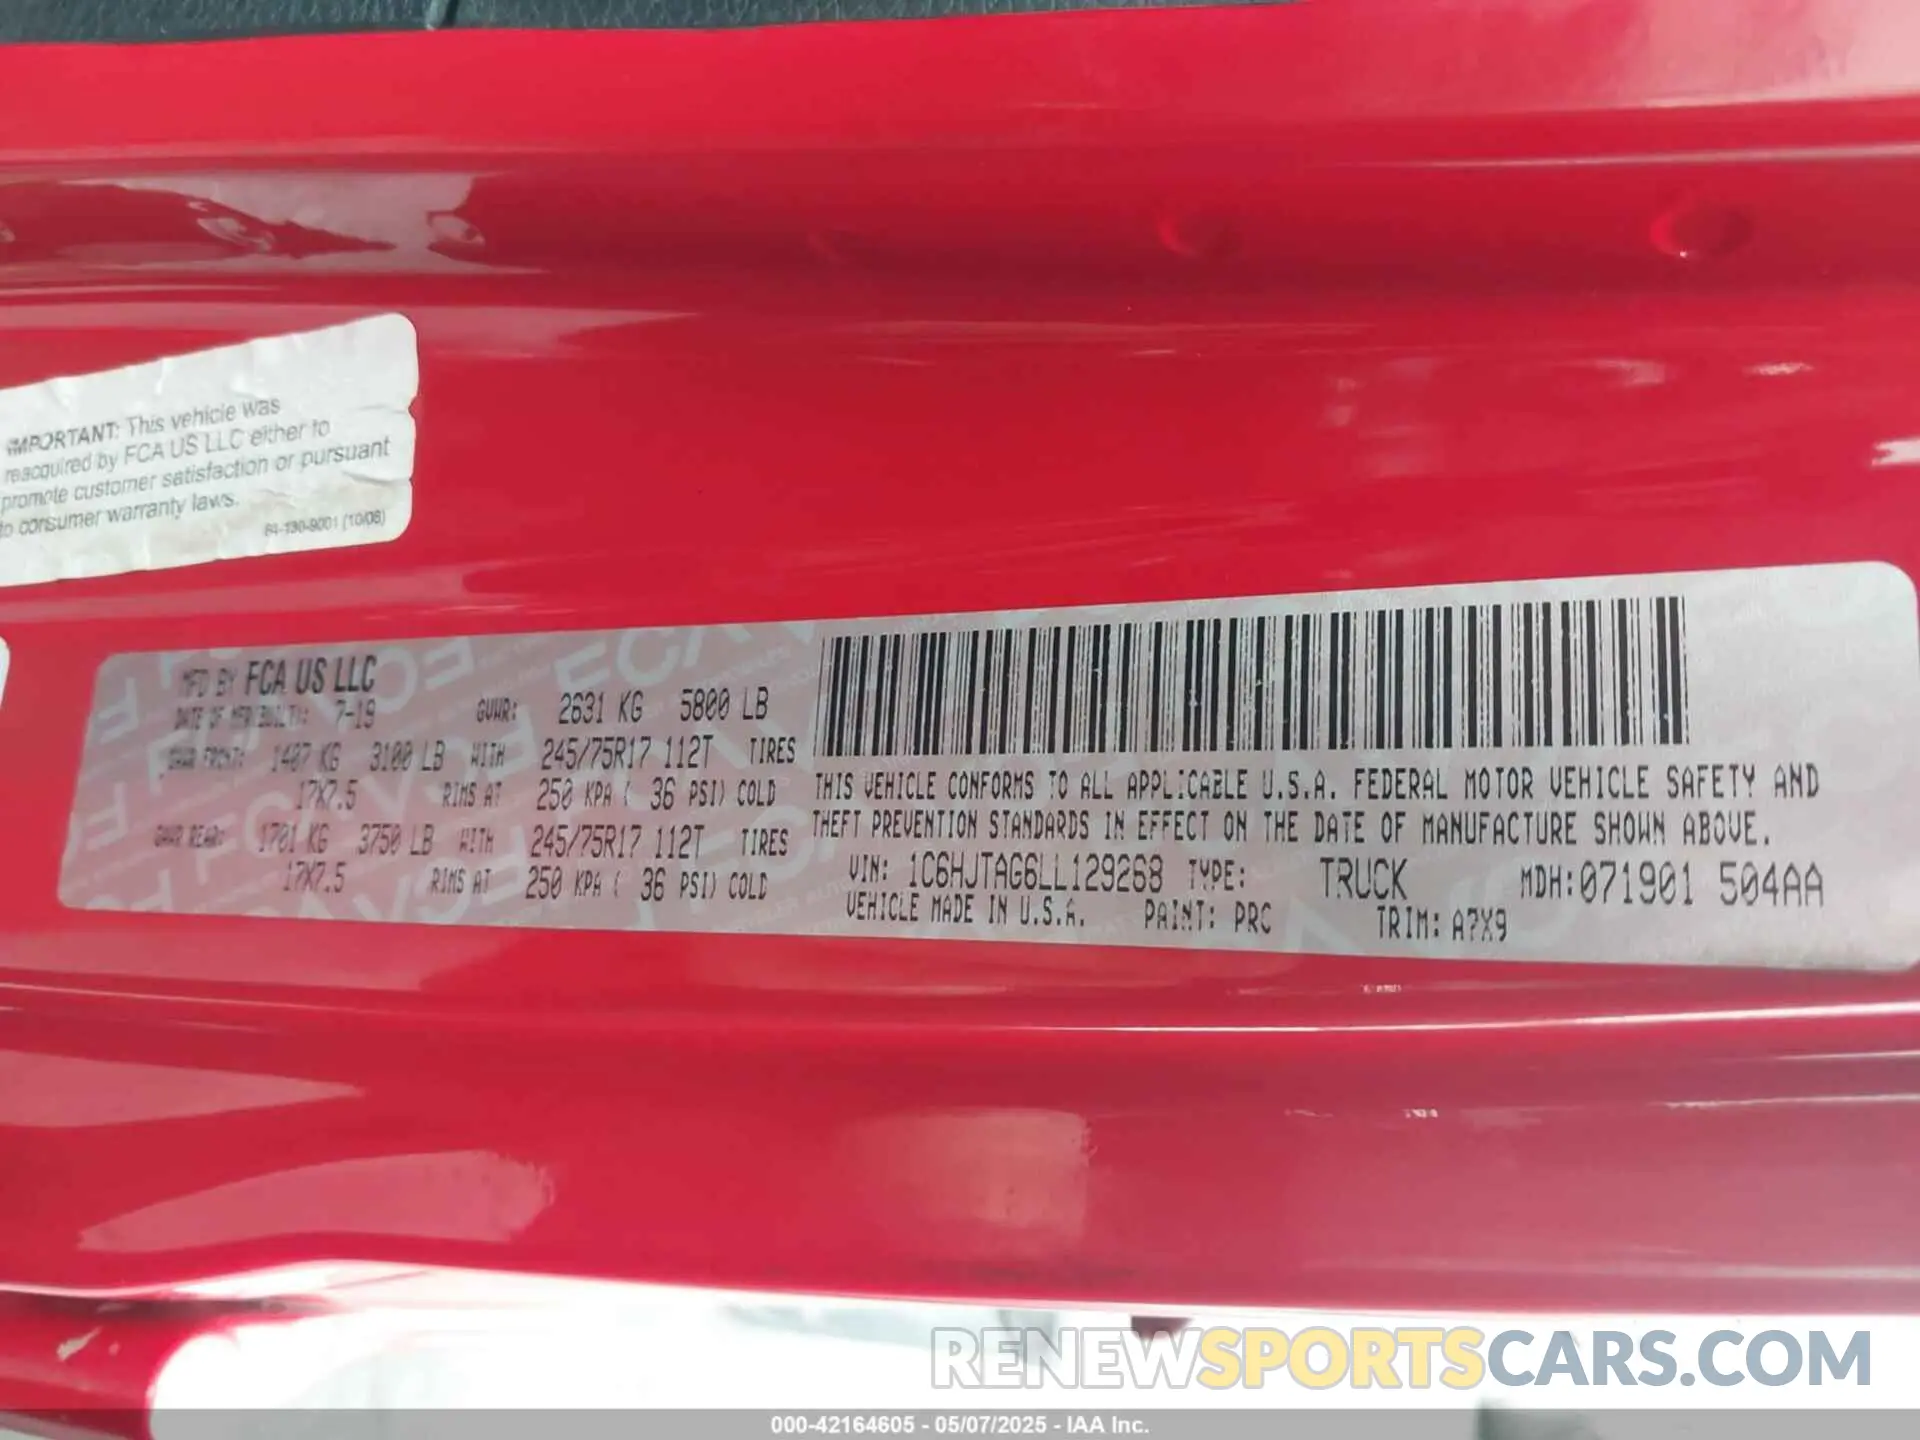 IMPORTANT: This vehicle was
reacquired by FCA US LLC either to
promote customer satisfaction or pursuant
to consumer warranty laws.
64-130-9001 (10/06)
MFD BY FCA US LLC
DATE OF MFR(BUILT): 7-19 GVWR: 2631 KG 5800 LB
GAWR FRONT: 1407 KG 3100 LB WITH 245/75R17 112T TIRES
17X7.5 RIMS AT 250 KPA ( 36 PSI) COLD
GAWR REAR: 1701 KG 3750 LB WITH 245/75R17 112T TIRES
17X7.5 RIMS AT 250 KPA ( 36 PSI) COLD
THIS VEHICLE CONFORMS TO ALL APPLICABLE U.S.A. FEDERAL MOTOR VEHICLE SAFETY AND
THEFT PREVENTION STANDARDS IN EFFECT ON THE DATE OF MANUFACTURE SHOWN ABOVE.
VIN: 1C6HJTAG6LL129268 TYPE: TRUCK MDH:071901 504AA
VEHICLE MADE IN U.S.A. PAINT: PRC TRIM: A7X9
RENEWSPORTSCARS.COM
000-42164605 - 05/07/2025 - IAA Inc.